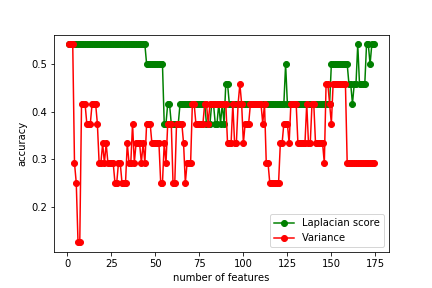 0.5
0.4
0.3
0.2
accuracy
0 25 50 75 100 125 150 175
number of features
Laplacian score
Variance